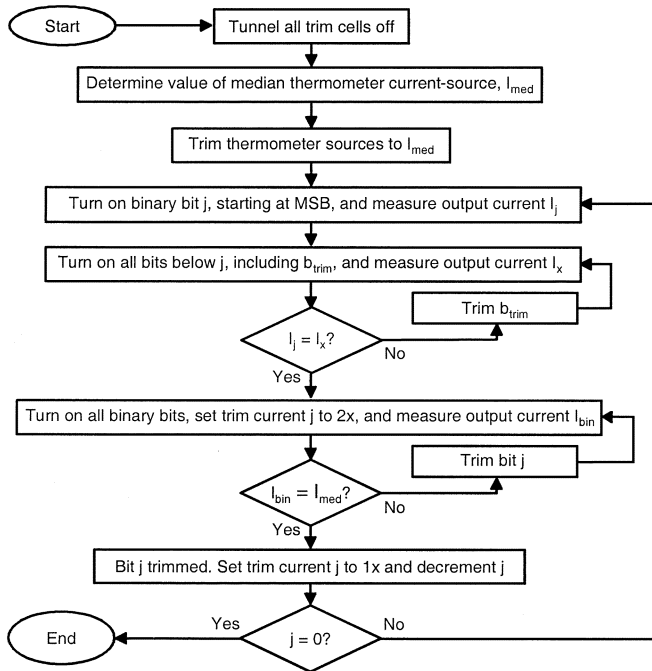 Start
Tunnel all trim cells off
Determine value of median thermometer current-source, Imed
Trim thermometer sources to Imed
Turn on binary bit j, starting at MSB, and measure output current Ij
Turn on all bits below j, including btrim, and measure output current Ix
Trim btrim
Ij = Ix?
No
Yes
Turn on all binary bits, set trim current j to 2x, and measure output current Ibin
Trim bit j
Ibin = Imed?
No
Yes
Bit j trimmed. Set trim current j to 1x and decrement j
Yes
No
End
j = 0?